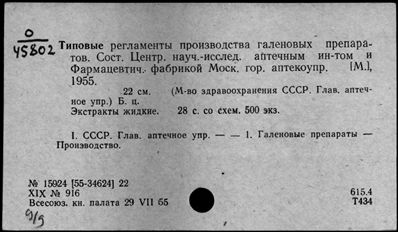 О
45802
Типовые регламенты производства галеновых препара-
тов. Сост. Центр. науч.-исслед. аптечным ин-том и
Фармацевтич. фабрикой Моск. гор. аптекоупр. [М.],
1955.
22 см. (М-во здравоохранения СССР. Глав. аптеч-
ное упр.) Б. ц.
Экстракты жидкие. 28 с. со схем. 500 экз.
1. СССР. Глав. аптечное упр. — — 1. Галеновые препараты —
Производство.
№ 15924 [55-34624] 22
XIX № 916 615.4
Всесоюз. кн. палата 29 VII 55 Т434